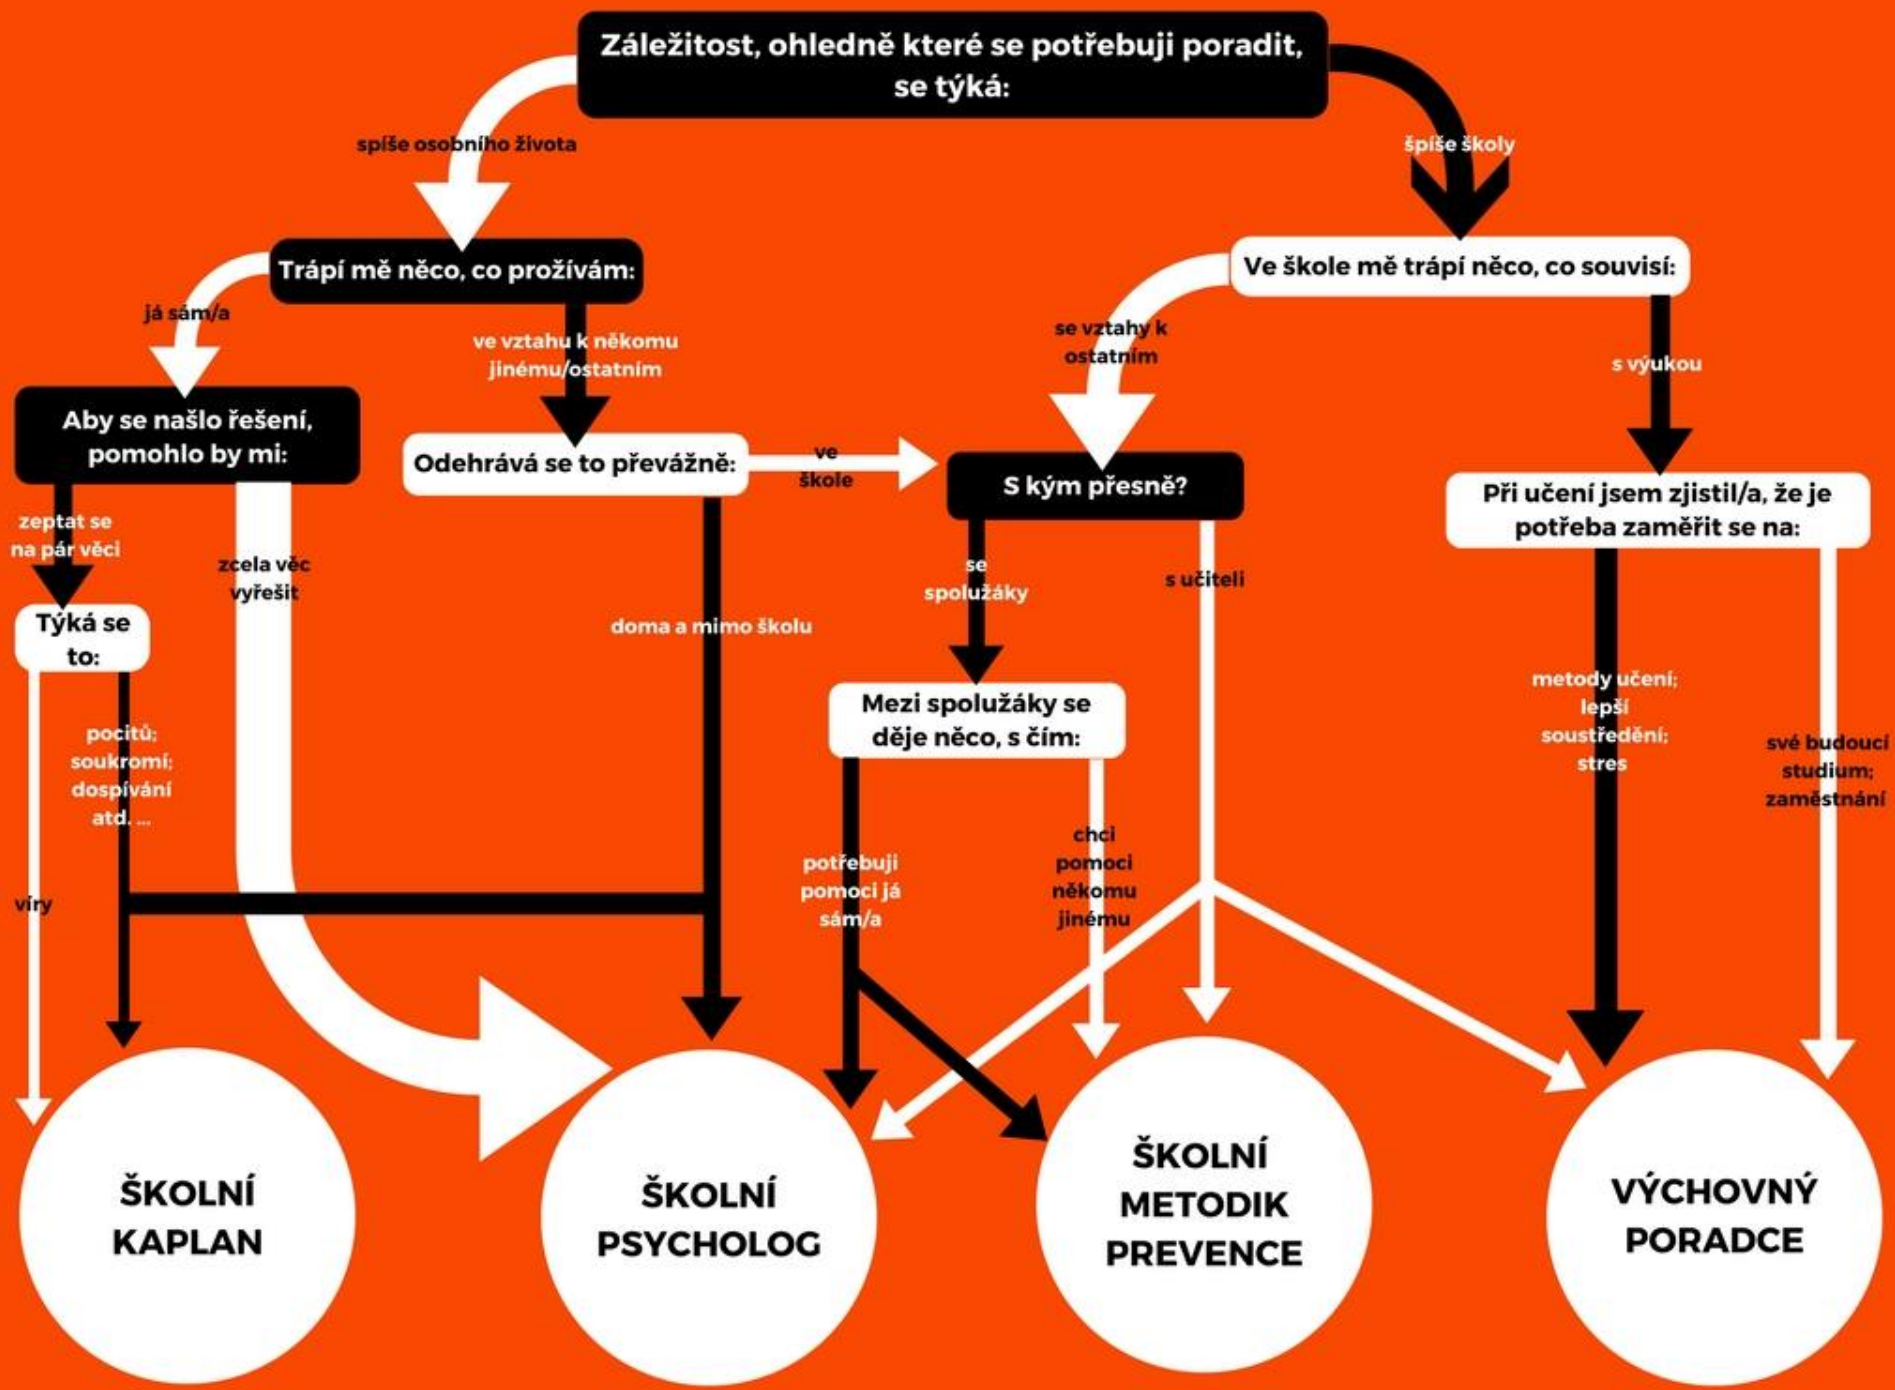 Záležitost, ohledně které se potřebuji poradit,
se týká:
spíše osobního života
špíše školy
Trápí mě něco, co prožívám:
Ve škole mě trápí něco, co souvisí:
já sám/a
ve vztahu k někomu
jinému/ostatním
se vztahy k
ostatním
s výukou
Aby se našlo řešení,
pomohlo by mi:
Odehrává se to převážně:
ve
škole
S kým přesně?
Při učení jsem zjistil/a, že je
potřeba zaměřit se na:
zeptat se
na pár věci
zcela věc
vyřešit
se
spolužáky
s učiteli
Týká se
to:
doma a mimo školu
Mezi spolužáky se
děje něco, s čím:
metody učení;
lepší
soustředění;
stres
své budoucí
studium;
zaměstnání
pocitů;
soukromí;
dospívání
atd. ...
víry
potřebuji
pomoci já
sám/a
chci
pomoci
někomu
jinému
ŠKOLNÍ
KAPLAN
ŠKOLNÍ
PSYCHOLOG
ŠKOLNÍ
METODIK
PREVENCE
VÝCHOVNÝ
PORADCE